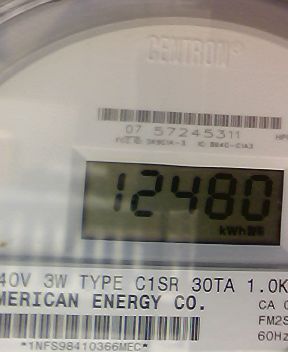 CENTRON®
07 57245311
12480
kWh
40V 3W TYPE C1SR 30TA 1.0K
MERICAN ENERGY CO.
CA
FM2S
60Hz
*1NFS98410366MEC*